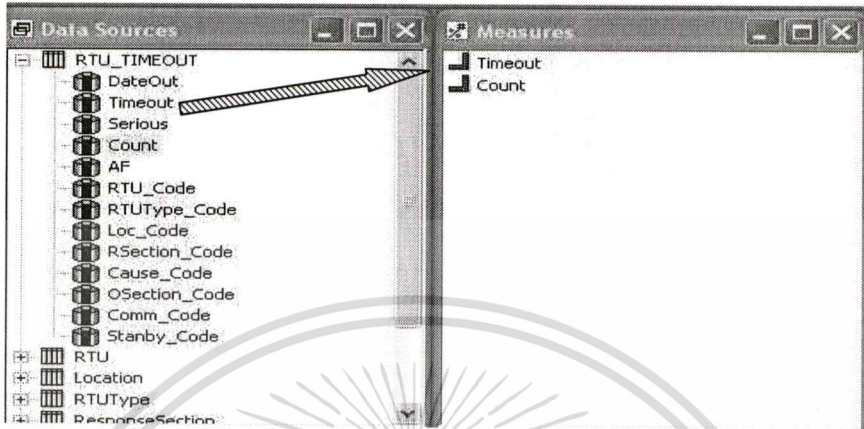 Data Sources
RTU_TIMEOUT
DateOut
Timeout
Serious
Count
AF
RTU_Code
RTUType_Code
Loc_Code
RSection_Code
Cause_Code
OSection_Code
Comm_Code
Stanby_Code
RTU
Location
RTUType
ResponseSection
Measures
Timeout
Count